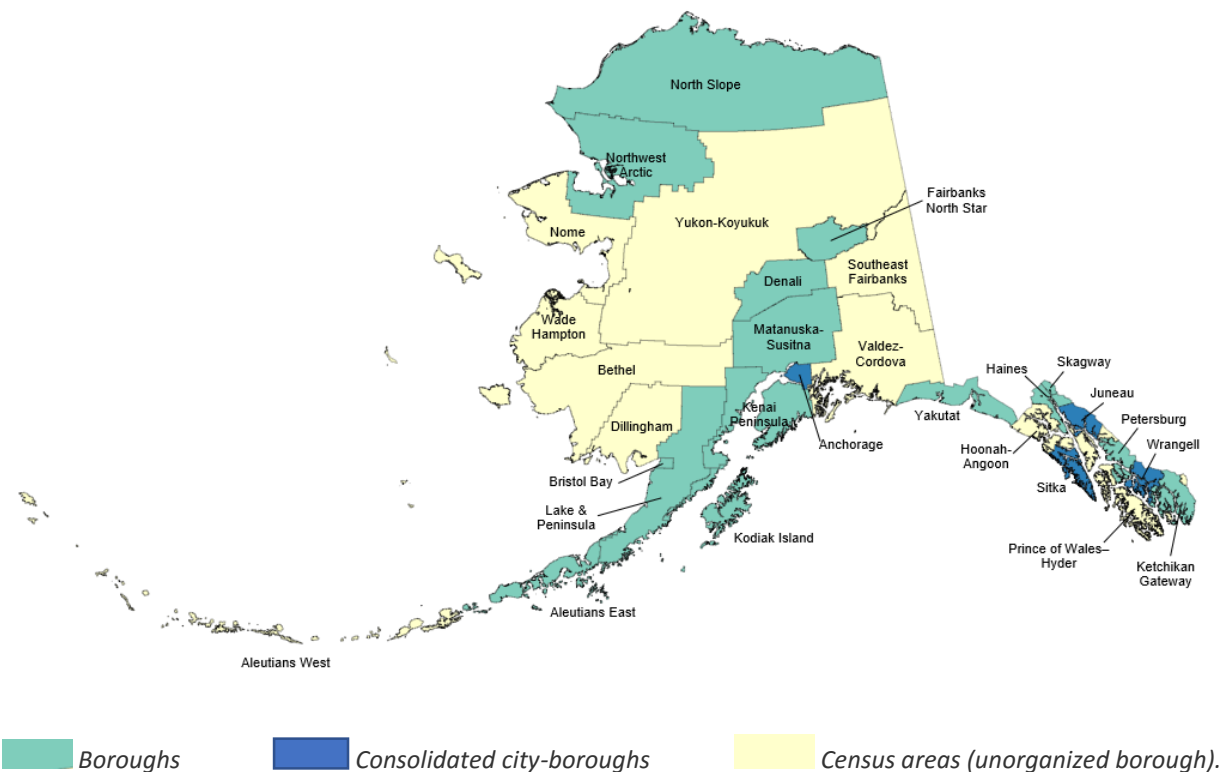 North Slope
Northwest
Arctic
Fairbanks
North Star
Nome
Yukon-Koyukuk
Southeast
Fairbanks
Denali
Wade
Hampton
Matanuska-
Susitna
Valdez-
Cordova
Bethel
Haines
Skagway
Juneau
Kenai
Peninsula
Yakutat
Petersburg
Dillingham
Anchorage
Hoonah-
Angoon
Wrangell
Bristol Bay
Sitka
Lake &
Peninsula
Kodiak Island
Prince of Wales–
Hyder
Ketchikan
Gateway
Aleutians East
Aleutians West
Boroughs
Consolidated city-boroughs
Census areas (unorganized borough).